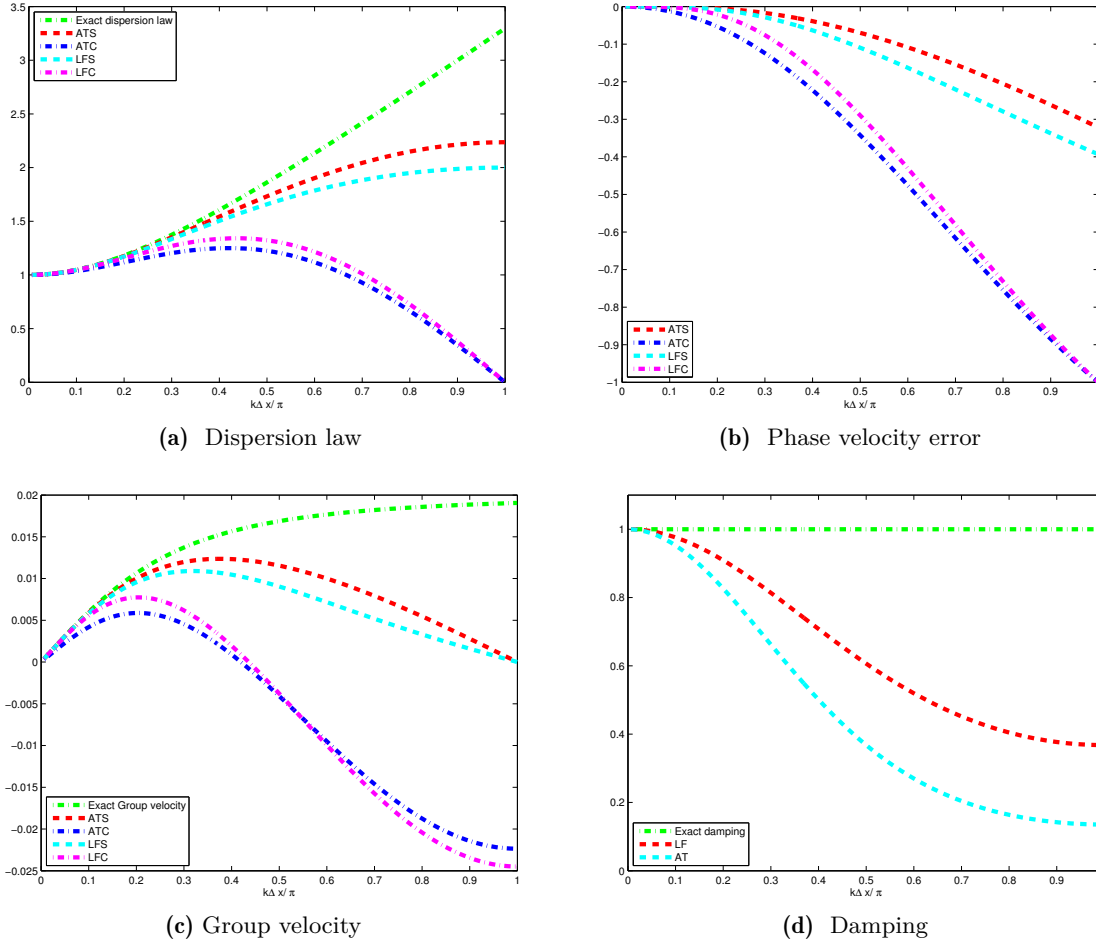 Exact dispersion law
ATS
ATC
LFS
LFC
3.5
3
2.5
2
1.5
1
0.5
0
0 0.1 0.2 0.3 0.4 0.5 0.6 0.7 0.8 0.9 1
kΔ x/ π
(a) Dispersion law
0
−0.1
−0.2
−0.3
−0.4
−0.5
−0.6
−0.7
−0.8
−0.9
−1
ATS
ATC
LFS
LFC
0 0.1 0.2 0.3 0.4 0.5 0.6 0.7 0.8 0.9
kΔ x/ π
(b) Phase velocity error
0.02
0.015
0.01
0.005
0
−0.005
−0.01
−0.015
−0.02
−0.025
Exact Group velocity
ATS
ATC
LFS
LFC
0 0.1 0.2 0.3 0.4 0.5 0.6 0.7 0.8 0.9 1
kΔ x/ π
(c) Group velocity
1
0.8
0.6
0.4
0.2
0
Exact damping
LF
AT
0 0.1 0.2 0.3 0.4 0.5 0.6 0.7 0.8 0.9
kΔ x/ π
(d) Damping